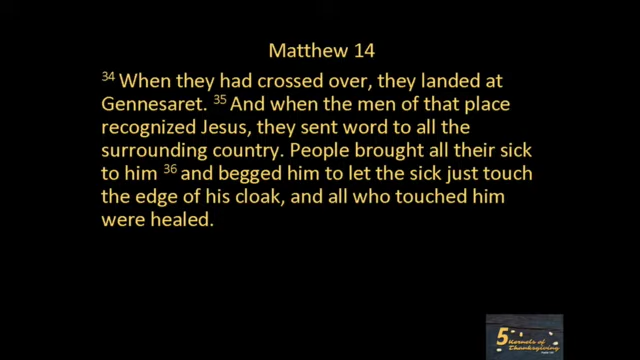 Matthew 14
34 When they had crossed over, they landed at
Gennesaret. 35 And when the men of that place
recognized Jesus, they sent word to all the
surrounding country. People brought all their sick
to him 36 and begged him to let the sick just touch
the edge of his cloak, and all who touched him
were healed.
5 Kernels of
Thanksgiving